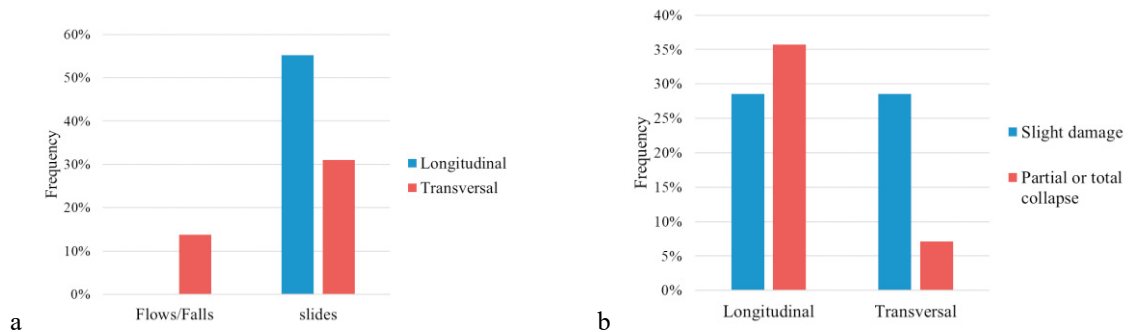 60%
50%
40%
30%
20%
10%
0%
Frequency
Flows/Falls
slides
Longitudinal
Transversal
a
40%
35%
30%
25%
20%
15%
10%
5%
0%
Frequency
Longitudinal
Transversal
Slight damage
Partial or total
collapse
b